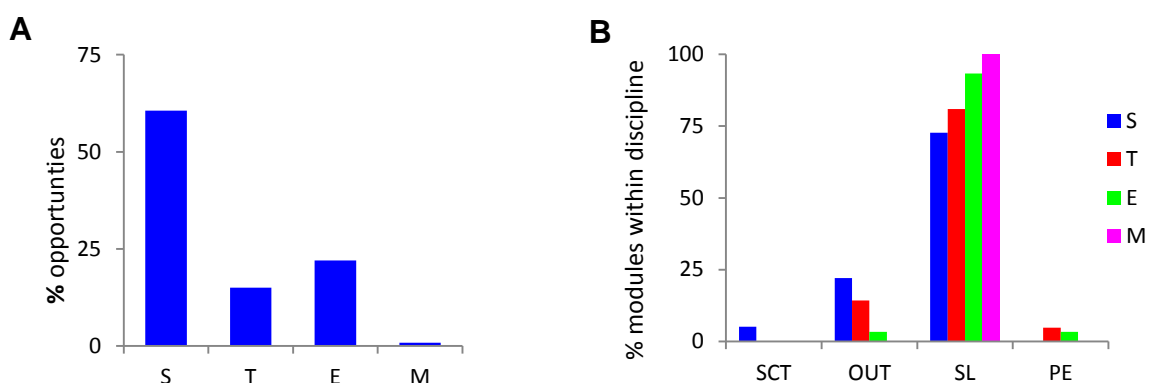 A
75
50
25
0
% opportunties
S T E M
B
100
75
50
25
0
% modules within discipline
SCT OUT SL PE
S
T
E
M